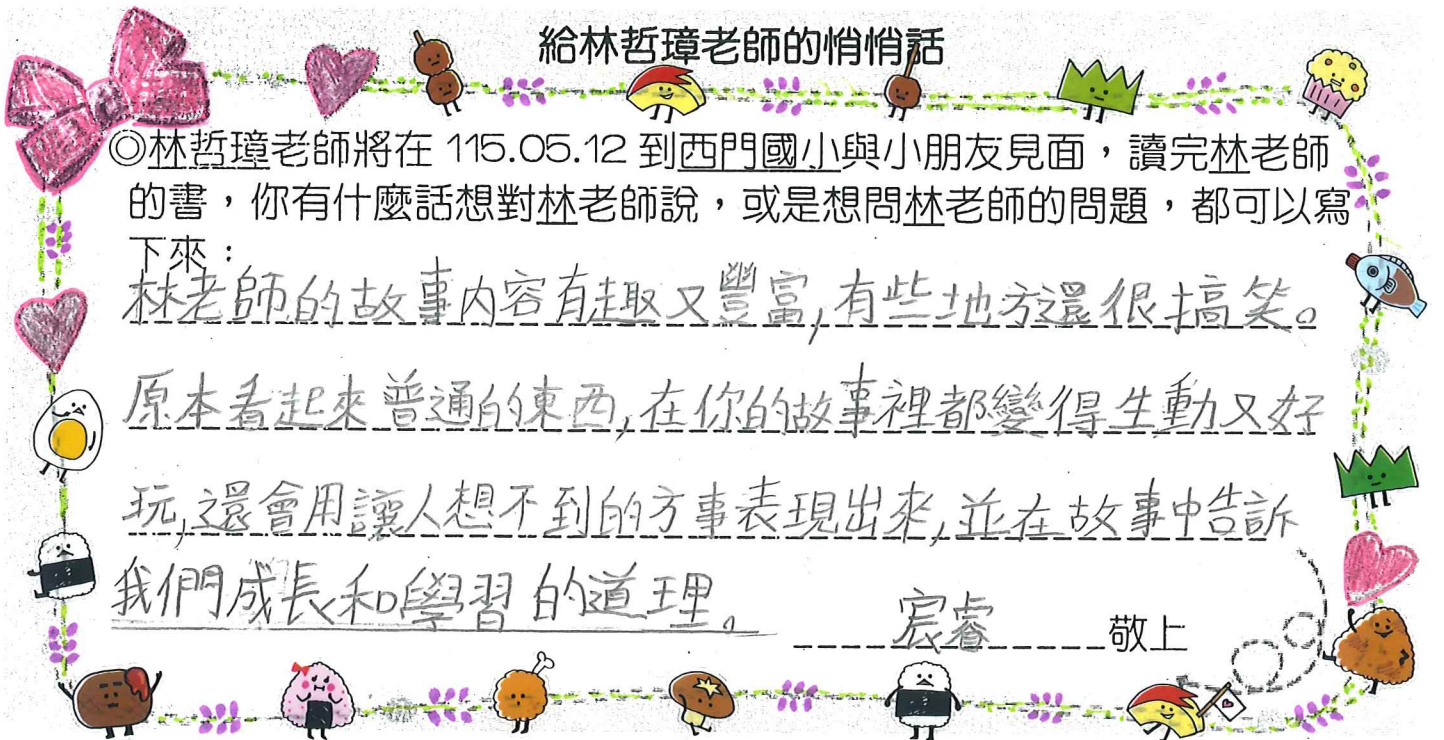 給林哲璋老師的悄悄話
◎林哲璋老師將在 115.05.12 到西門國小與小朋友見面，讀完林老師
的書，你有什麼話想對林老師說，或是想問林老師的問題，都可以寫
下來：
林老師的故事內容有趣又豐富,有些地方還很搞笑。
原本看起來普通的東西,在你的故事裡都變得生動又好
玩,還會用讓人想不到的方事表現出來,並在故事中告訴
我們成長和學習的道理。
宸睿敬上